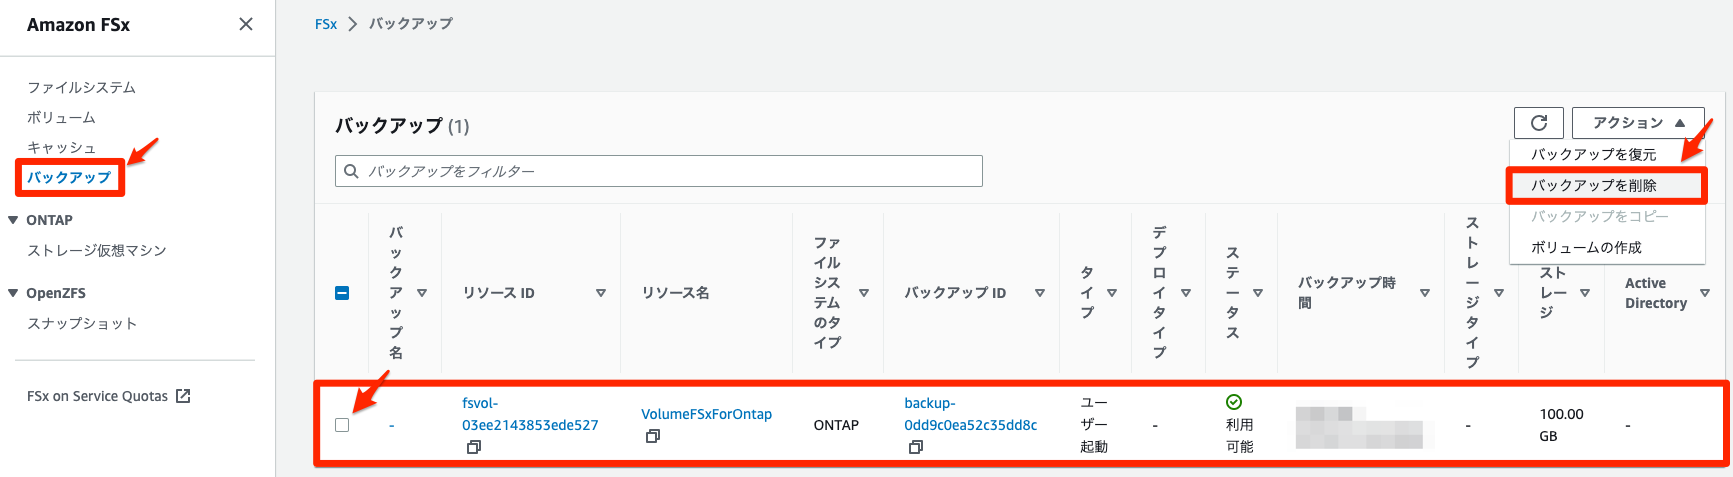 Amazon FSx
ファイルシステム
ボリューム
キャッシュ
バックアップ
ONTAP
ストレージ仮想マシン
OpenZFS
スナップショット
FSx on Service Quotas
FSx
バックアップ
バックアップ (1)
アクション
バックアップをフィルター
バックアップを復元
バックアップを削除
バックアップをコピー
ボリュームの作成
バックアップ名
リソース ID
リソース名
ファイルシステムのタイプ
バックアップ ID
タイプ
デプロイタイプ
ステータス
バックアップ時間
ストレージタイプ
ストレージ
Active
Directory
-
fsvol-
03ee2143853ede527
VolumeFSxForOntap
ONTAP
backup-
0dd9c0ea52c35dd8c
ユーザー起動
-
利用可能
-
100.00
GB
-